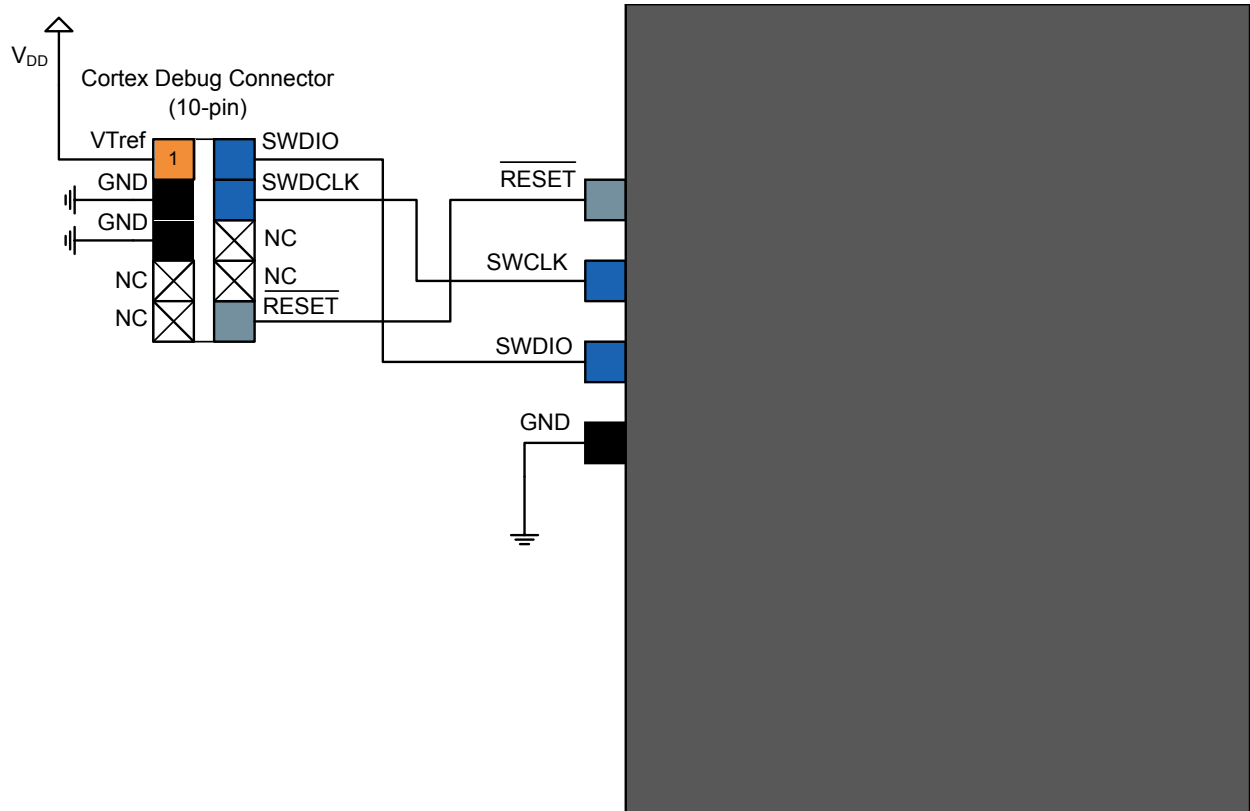 VDD
Cortex Debug Connector
(10-pin)
VTref
1
SWDIO
GND
SWDCLK
GND
NC
NC
NC
NC
RESET
RESET
SWCLK
SWDIO
GND